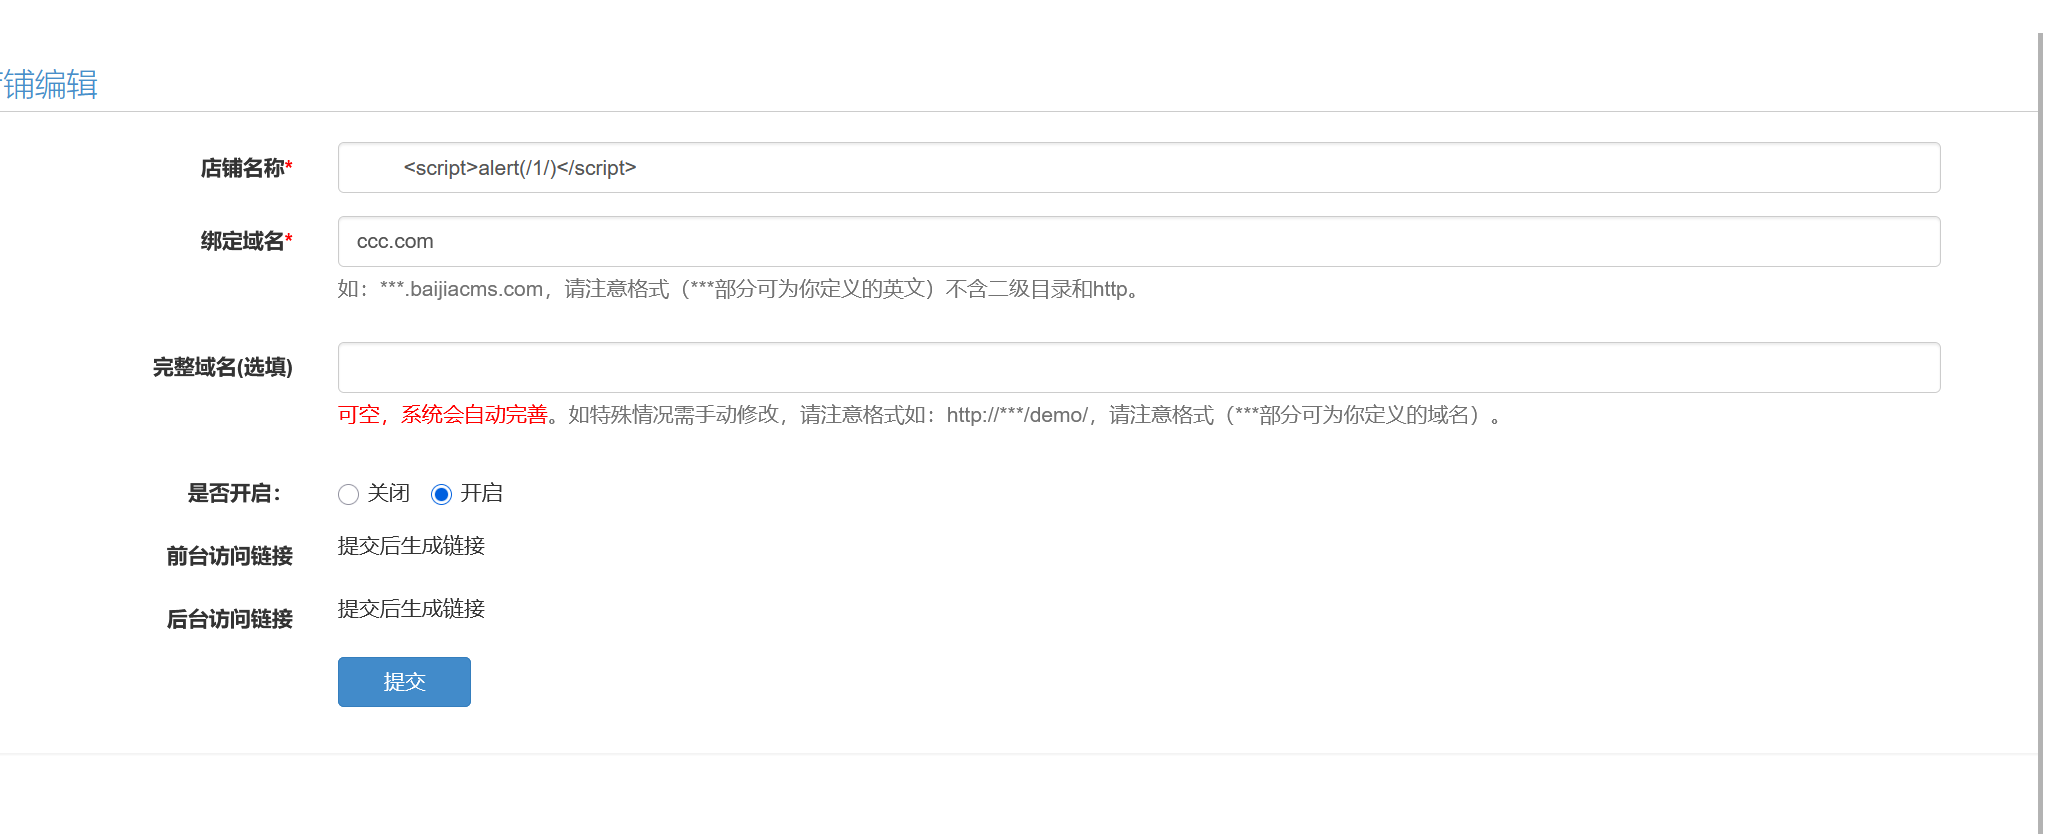 铺编辑
店铺名称* <script>alert(/1/)</script>
绑定域名* ccc.com
如：***.baijiacms.com，请注意格式（***部分可为你定义的英文）不含二级目录和http。
完整域名(选填)
可空，系统会自动完善。如特殊情况需手动修改，请注意格式如：http://***/demo/，请注意格式（***部分可为你定义的域名）。
是否开启： 关闭 开启
前台访问链接 提交后生成链接
后台访问链接 提交后生成链接
提交